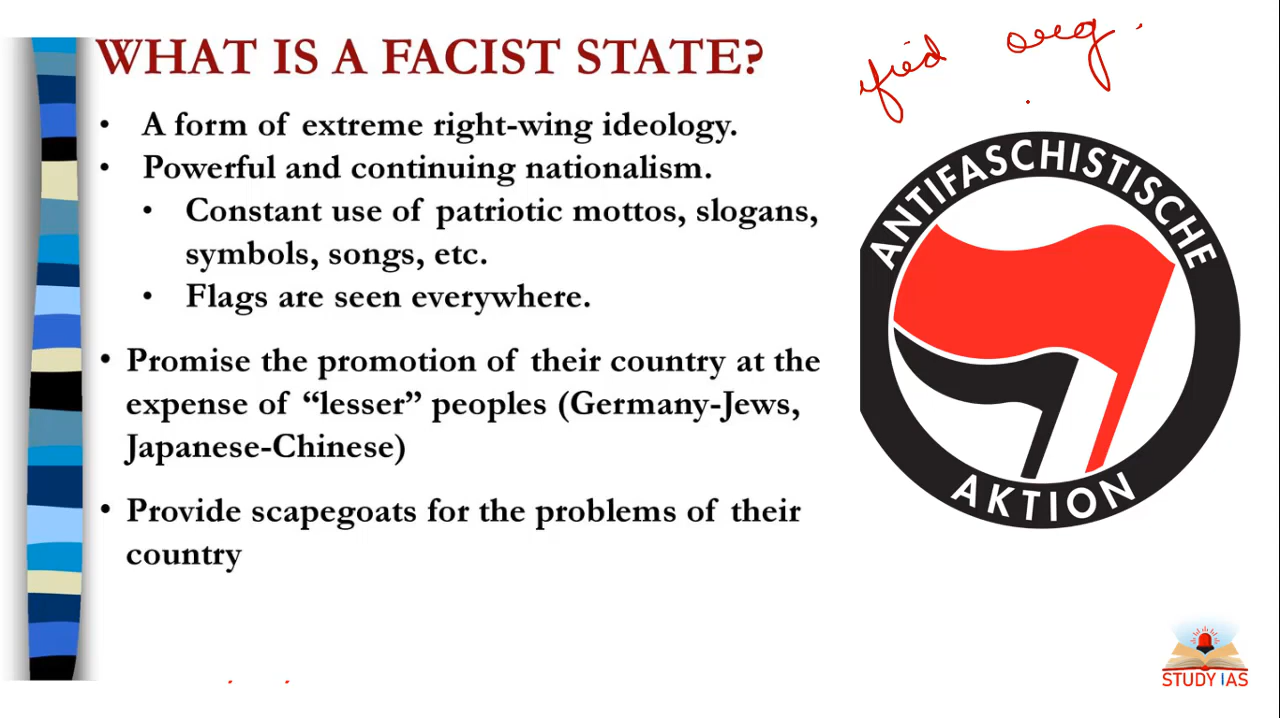 WHAT IS A FACIST STATE?
ified org.
• A form of extreme right-wing ideology.
• Powerful and continuing nationalism.
• Constant use of patriotic mottos, slogans,
symbols, songs, etc.
• Flags are seen everywhere.
• Promise the promotion of their country at the
expense of “lesser” peoples (Germany-Jews,
Japanese-Chinese)
• Provide scapegoats for the problems of their
country
ANTIFASCHISTISCHE
AKTION
STUDY IAS